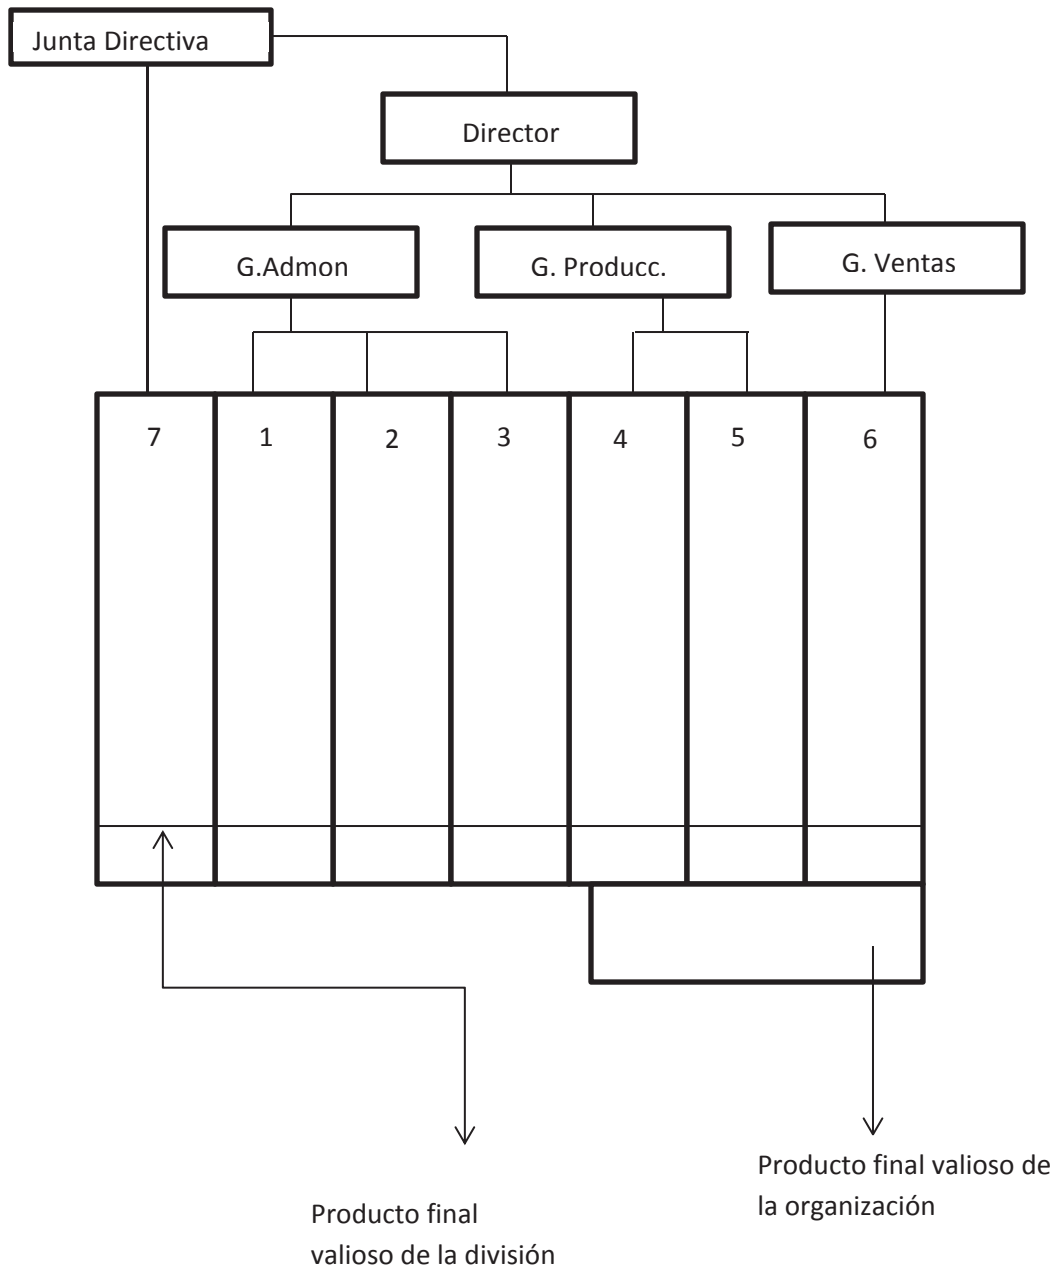 Junta Directiva
Director
G.Admon
G. Producc.
G. Ventas
7
1
2
3
4
5
6
Producto final valioso de
la organización
Producto final
valioso de la división